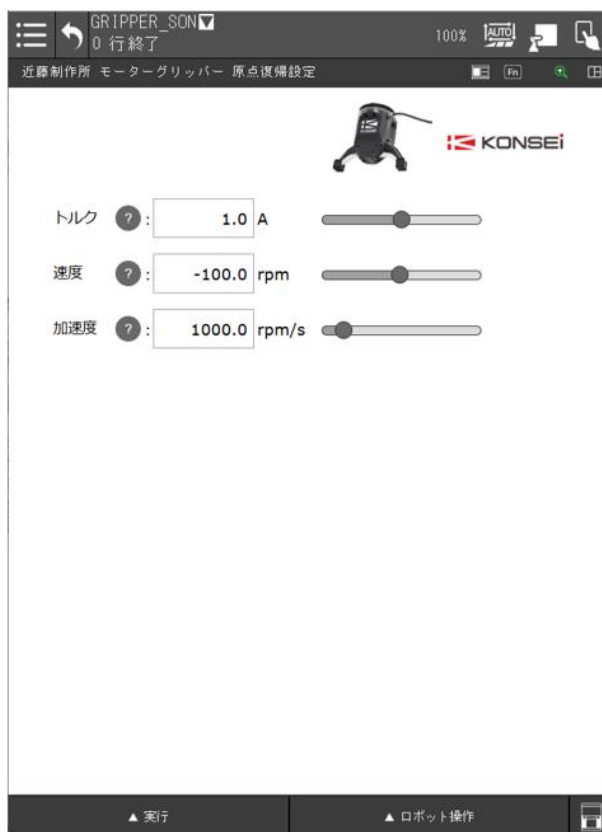 GRIPPER_SON
0 行終了
100%
AUTO
近藤制作所 モーターグリッパー 原点復帰設定
Fn
KONSEI
トルク ? : 1.0 A
速度 ? : -100.0 rpm
加速度 ? : 1000.0 rpm/s
▲ 実行
▲ ロボット操作